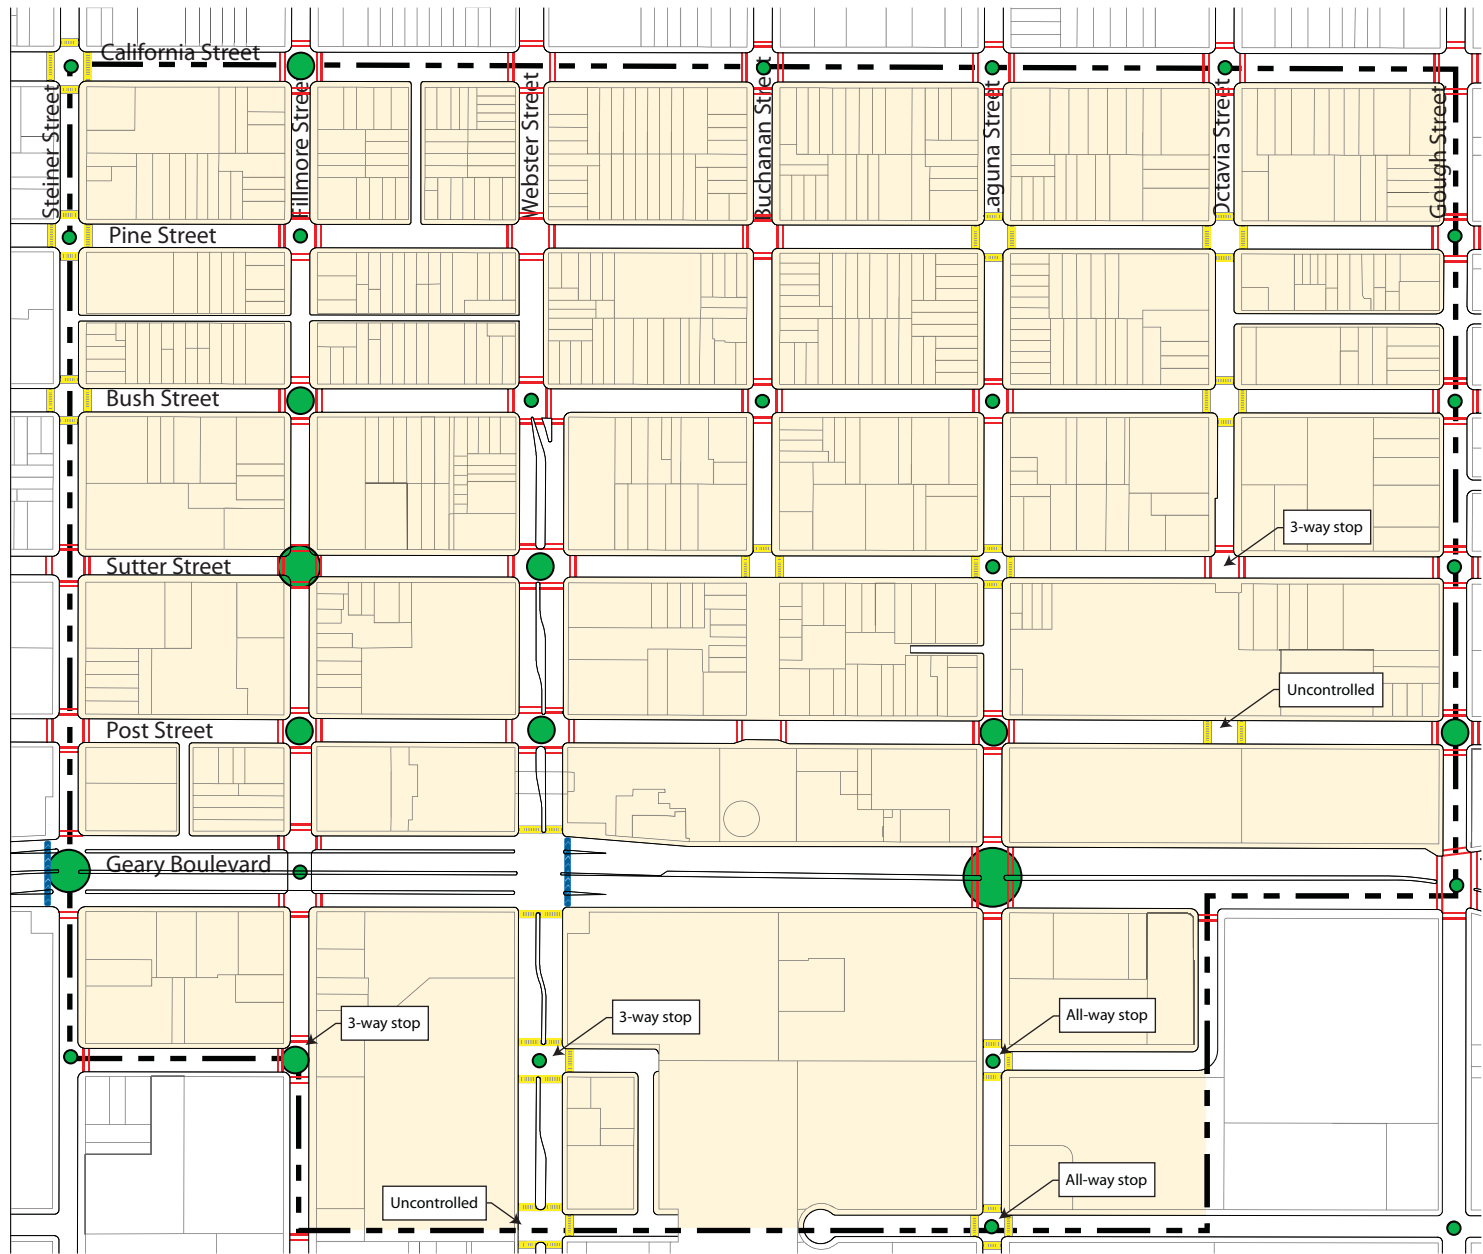 California Street
Steiner Street
Fillmore Street
Webster Street
Buchanan Street
Laguna Street
Octavia Street
Gough Street
Pine Street
Bush Street
3-way stop
Sutter Street
Uncontrolled
Post Street
Geary Boulevard
3-way stop
3-way stop
All-way stop
All-way stop
Uncontrolled